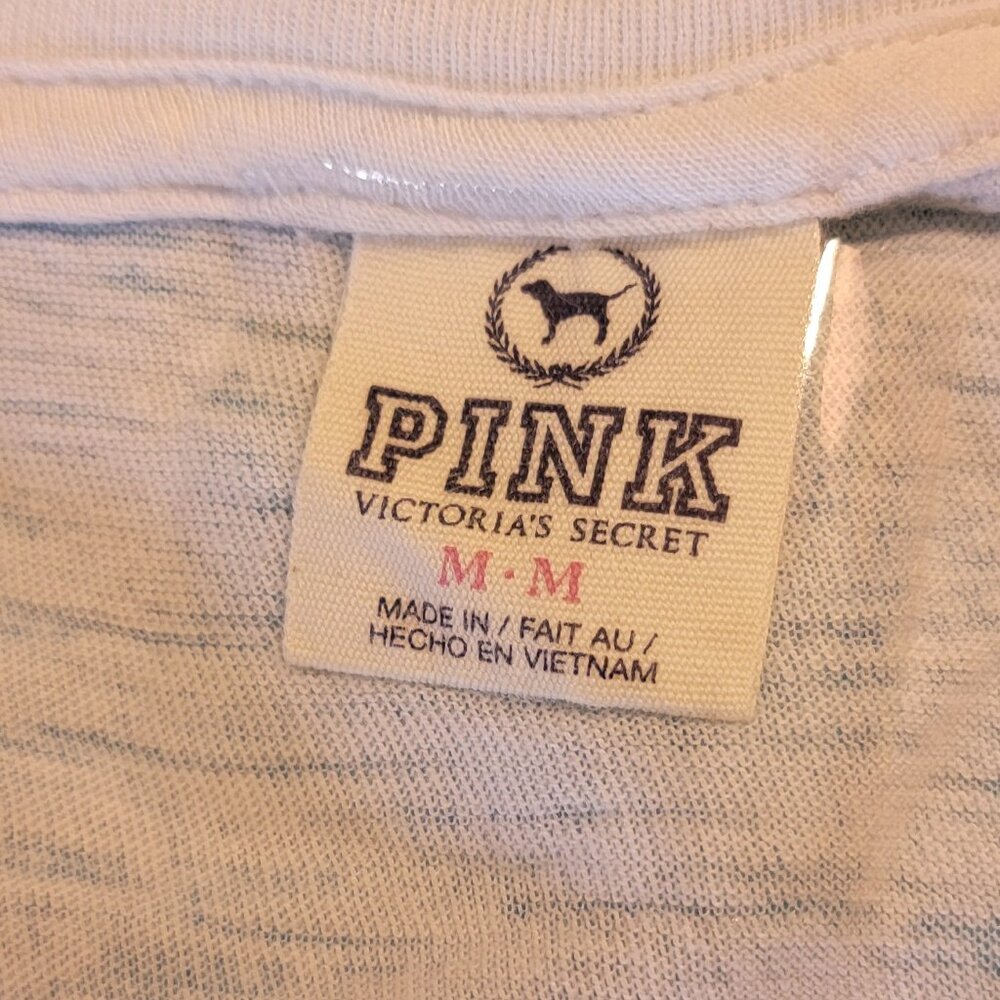 PINK
VICTORIA'S SECRET
M · M
MADE IN / FAIT AU /
HECHO EN VIETNAM